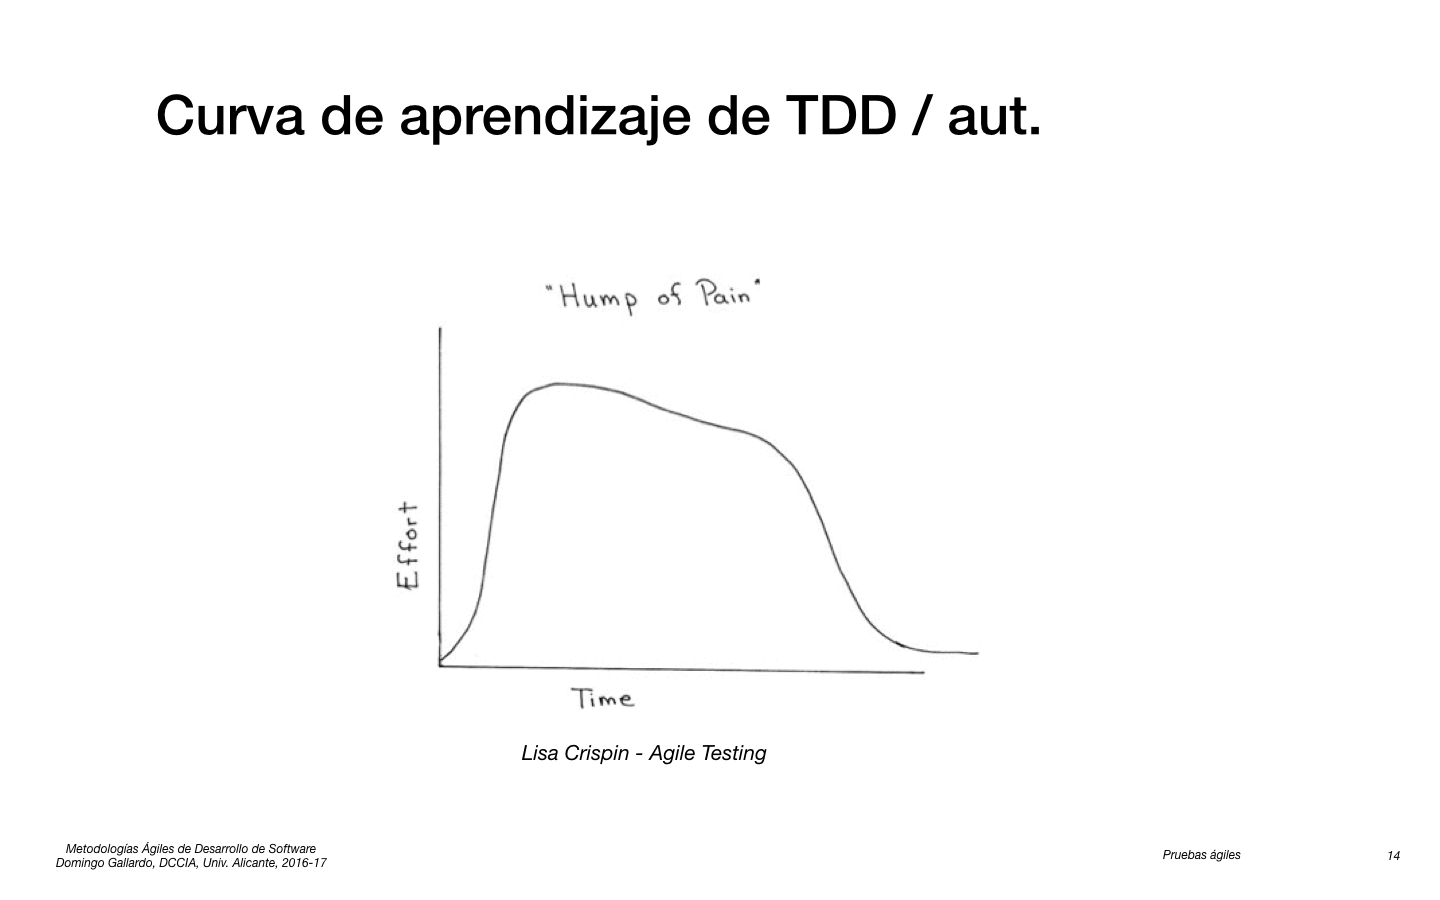 Curva de aprendizaje de TDD / aut.
"Hump of Pain"
Effort
Time
Lisa Crispin - Agile Testing
Metodologías Ágiles de Desarrollo de Software
Domingo Gallardo, DCCIA, Univ. Alicante, 2016-17
Pruebas ágiles
14